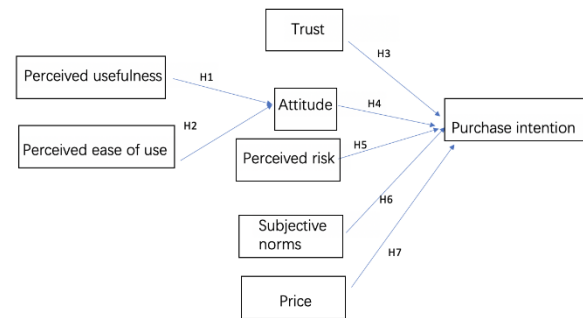 Trust
H3
Perceived usefulness
H1
Attitude
H4
Purchase intention
H2
Perceived ease of use
H5
Perceived risk
H6
Subjective
norms
H7
Price